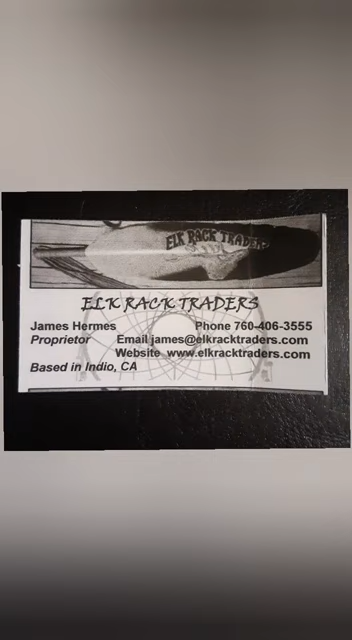 ELK RACK TRADERS
ELK RACK TRADERS
James Hermes Phone 760-406-3555
Proprietor Email james@elkracktraders.com
Website www.elkracktraders.com
Based in Indio, CA